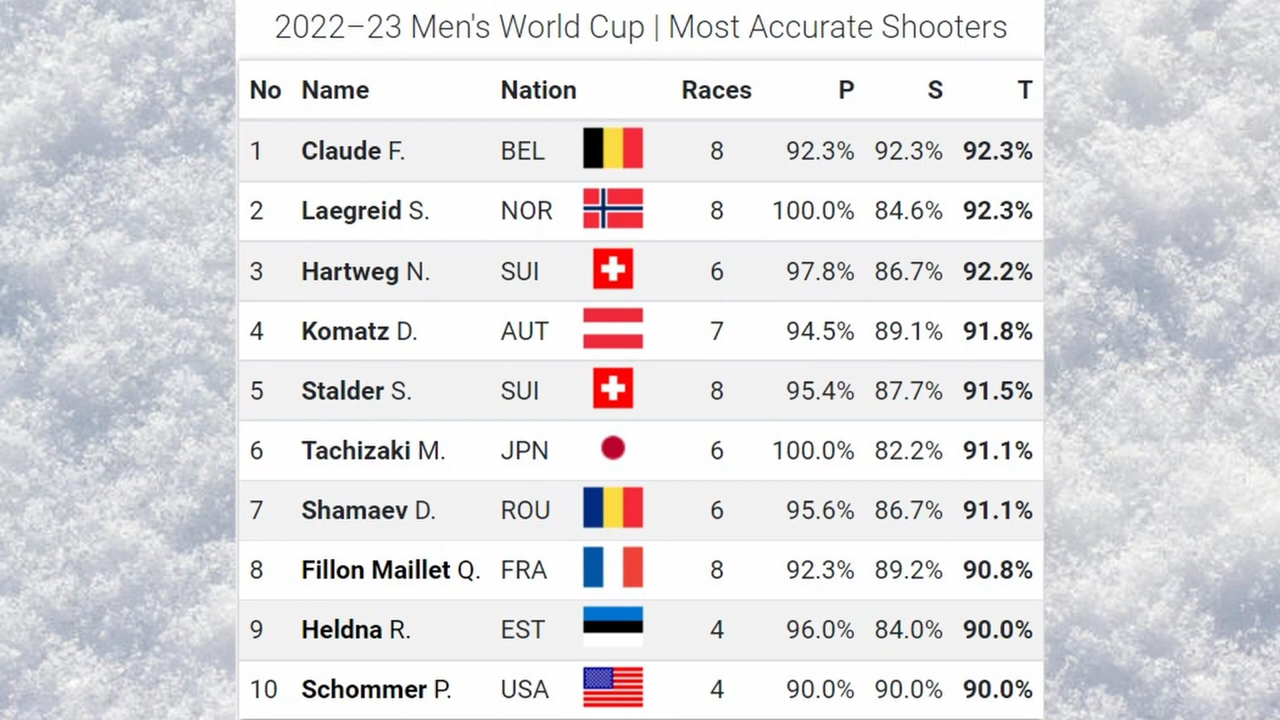 2022–23 Men's World Cup | Most Accurate Shooters
No Name Nation Races P S T
1 Claude F. BEL 8 92.3% 92.3% 92.3%
2 Laegreid S. NOR 8 100.0% 84.6% 92.3%
3 Hartweg N. SUI 6 97.8% 86.7% 92.2%
4 Komatz D. AUT 7 94.5% 89.1% 91.8%
5 Stalder S. SUI 8 95.4% 87.7% 91.5%
6 Tachizaki M. JPN 6 100.0% 82.2% 91.1%
7 Shamaev D. ROU 6 95.6% 86.7% 91.1%
8 Fillon Maillet Q. FRA 8 92.3% 89.2% 90.8%
9 Heldna R. EST 4 96.0% 84.0% 90.0%
10 Schommer P. USA 4 90.0% 90.0% 90.0%